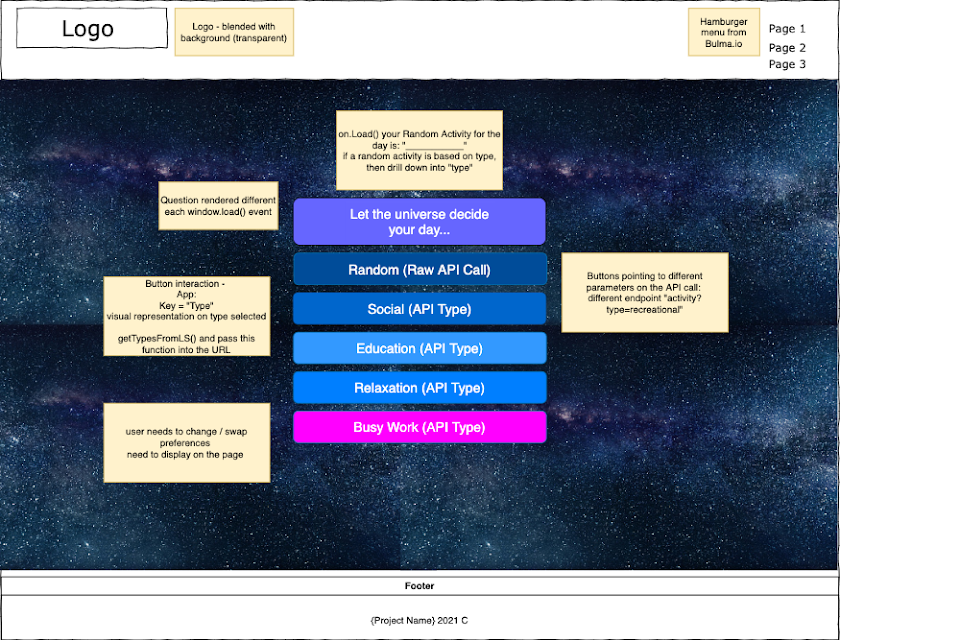 Logo
Logo - blended with
background (transparent)
Hamburger
menu from
Bulma.io
Page 1
Page 2
Page 3
on.Load() your Random Activity for the
day is: "____________"
if a random activity is based on type,
then drill down into "type"
Question rendered different
each window.load() event
Let the universe decide
your day...
Random (Raw API Call)
Social (API Type)
Education (API Type)
Relaxation (API Type)
Busy Work (API Type)
Buttons pointing to different
parameters on the API call:
different endpoint "activity?
type=recreational"
Button interaction -
App:
Key = "Type"
visual representation on type selected
getTypesFromLS() and pass this
function into the URL
user needs to change / swap
preferences
need to display on the page
Footer
{Project Name} 2021 C